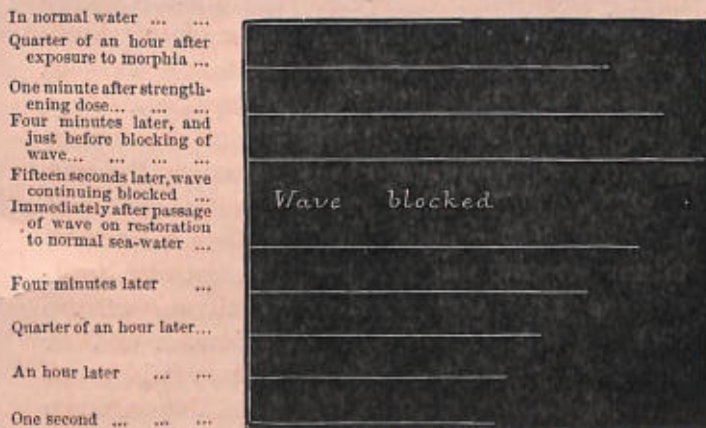 In normal water ... ...
Quarter of an hour after
exposure to morphia ...
One minute after strength-
ening dose... ... ...
Four minutes later, and
just before blocking of
wave... ... ... ...
Fifteen seconds later, wave
continuing blocked ...
Wave blocked
Immediately after passage
of wave on restoration
to normal sea-water ...
Four minutes later ...
Quarter of an hour later...
An hour later ... ...
One second ... ... ...